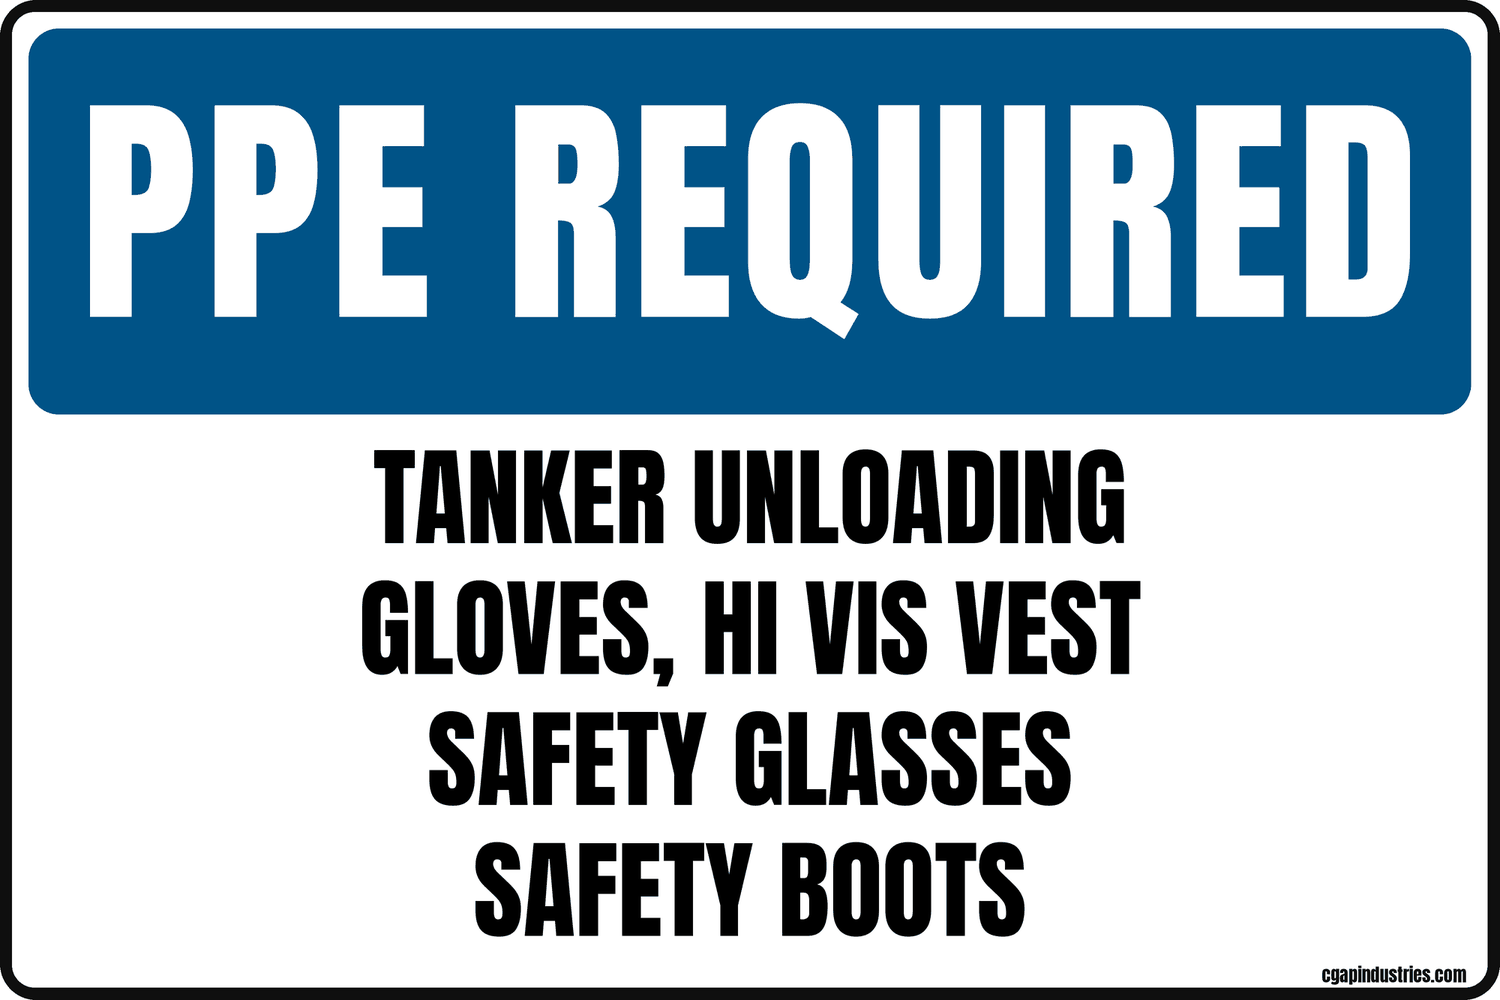 PPE REQUIRED
TANKER UNLOADING
GLOVES, HI VIS VEST
SAFETY GLASSES
SAFETY BOOTS
cgapindustries.com